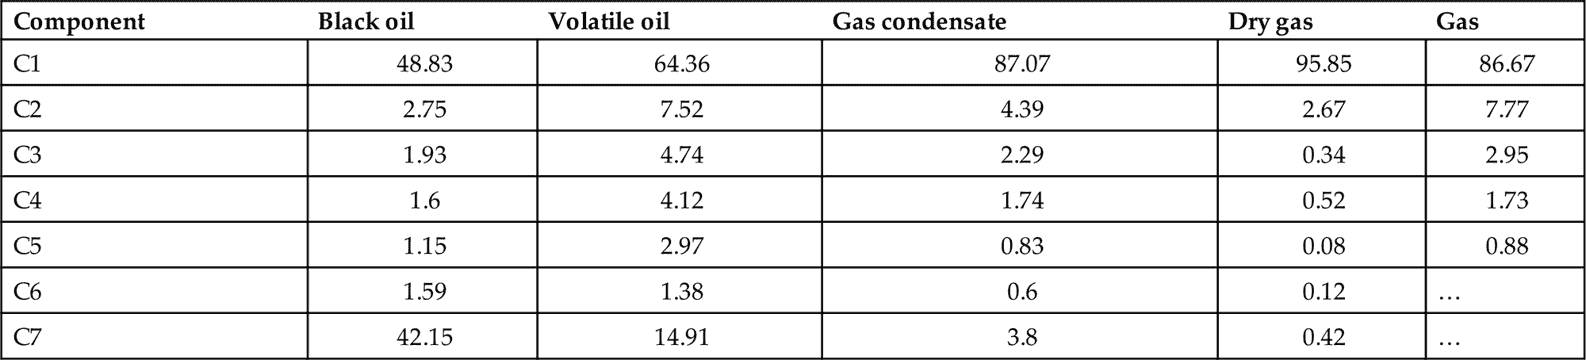 Component Black oil Volatile oil Gas condensate Dry gas Gas
C1 48.83 64.36 87.07 95.85 86.67
C2 2.75 7.52 4.39 2.67 7.77
C3 1.93 4.74 2.29 0.34 2.95
C4 1.6 4.12 1.74 0.52 1.73
C5 1.15 2.97 0.83 0.08 0.88
C6 1.59 1.38 0.6 0.12 …
C7 42.15 14.91 3.8 0.42 …